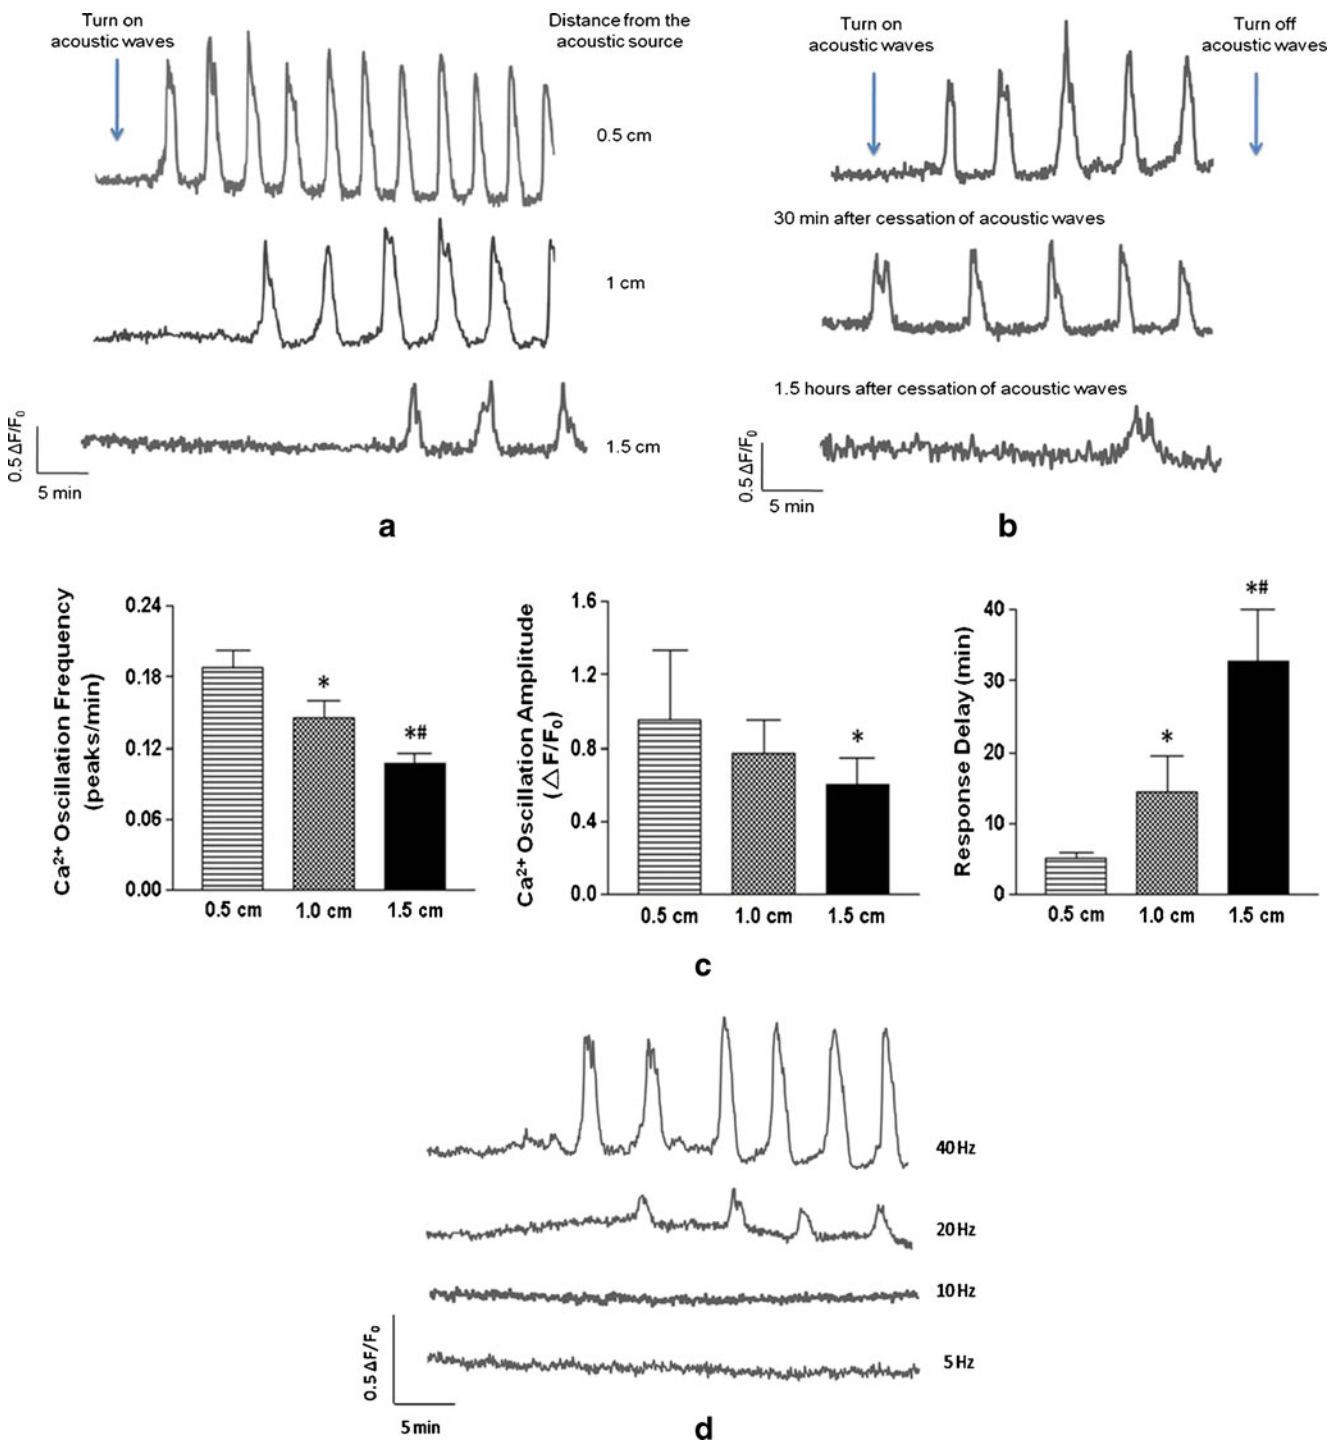 Turn on
acoustic waves
Distance from the
acoustic source
0.5 cm
1 cm
1.5 cm
0.5 ΔF/F₀
5 min
a
Turn on
acoustic waves
Turn off
acoustic waves
30 min after cessation of acoustic waves
1.5 hours after cessation of acoustic waves
0.5 ΔF/F₀
5 min
b
Ca²⁺ Oscillation Frequency
(peaks/min)
0.24
0.18
0.12
0.06
0.00
*
*#
0.5 cm 1.0 cm 1.5 cm
Ca²⁺ Oscillation Amplitude
(△F/F₀)
1.6
1.2
0.8
0.4
0.0
*
0.5 cm 1.0 cm 1.5 cm
Response Delay (min)
40
30
20
10
0
*
*#
0.5 cm 1.0 cm 1.5 cm
c
40 Hz
20 Hz
10 Hz
5 Hz
0.5 ΔF/F₀
5 min
d